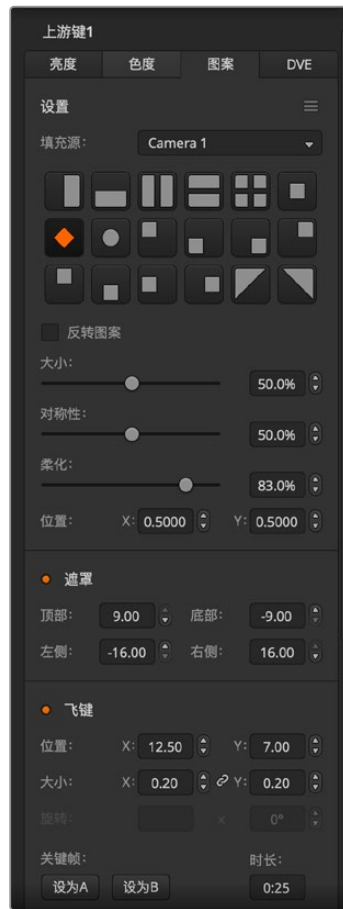 上游键1
亮度 色度 图案 DVE
设置
填充源: Camera 1
反转图案
大小:
50.0%
对称性:
50.0%
柔化:
83.0%
位置: X: 0.5000 Y: 0.5000
遮罩
顶部: 9.00 底部: -9.00
左侧: -16.00 右侧: 16.00
飞键
位置: X: 12.50 Y: 7.00
大小: X: 0.20 Y: 0.20
旋转: x 0°
关键帧: 时长:
设为A 设为B 0:25